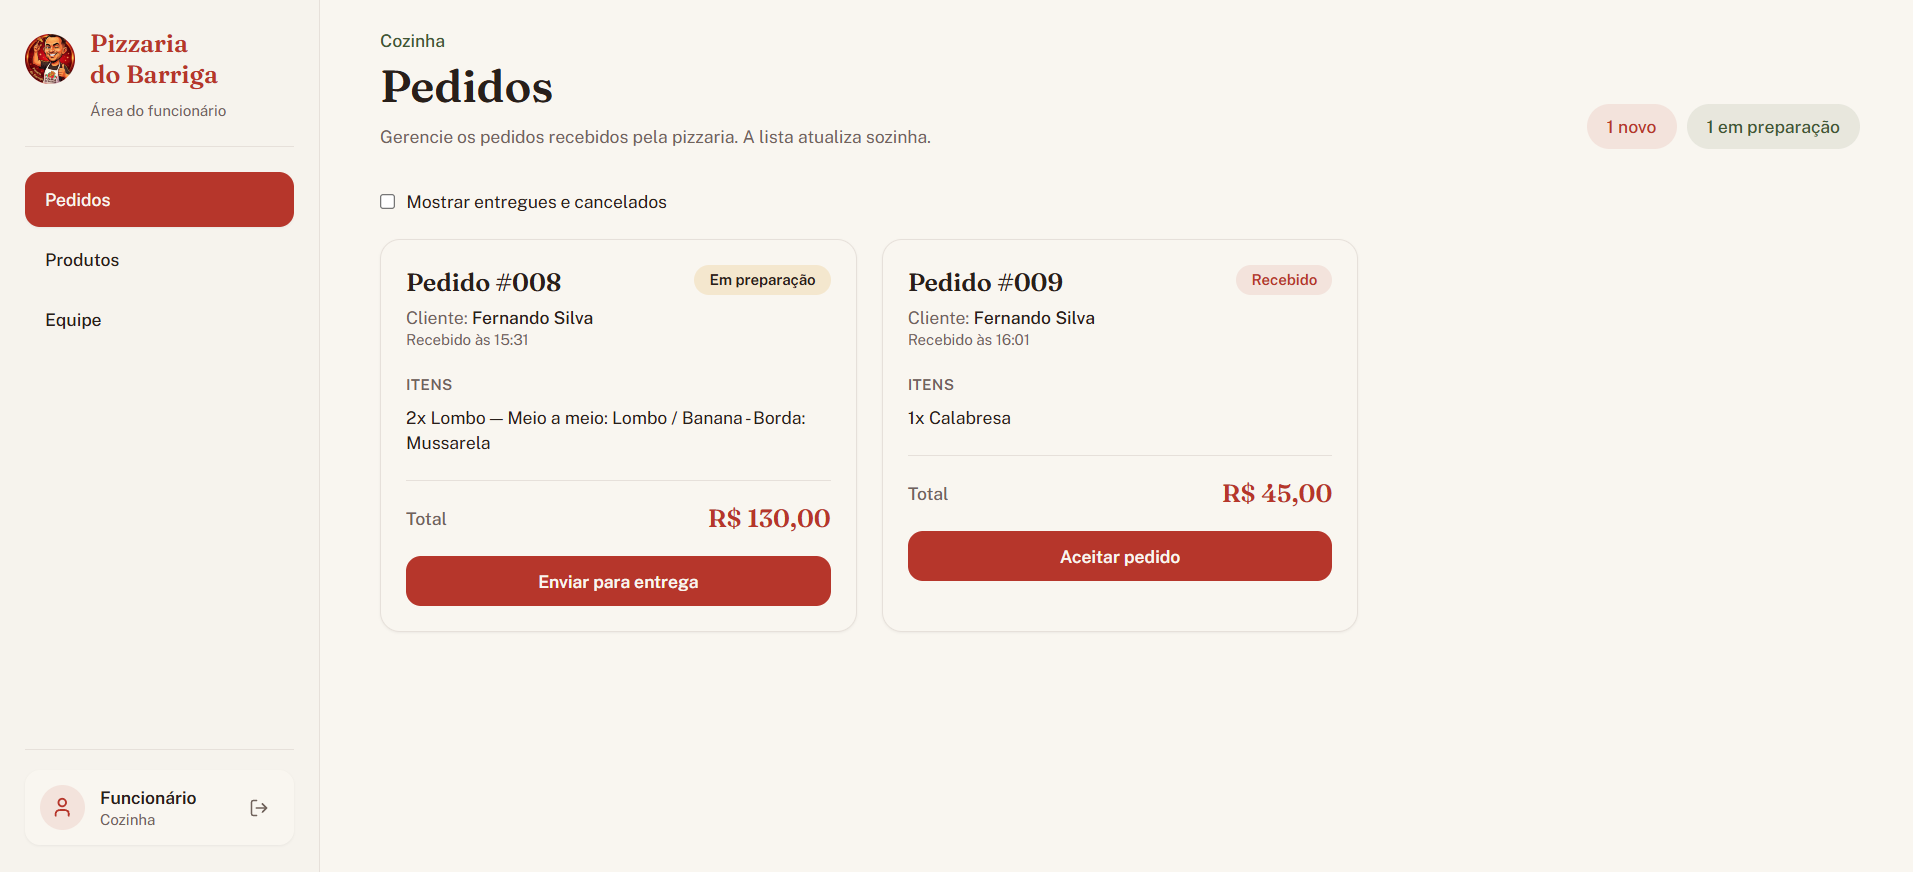 Pizzaria
do Barriga
Área do funcionário
Pedidos
Produtos
Equipe
Funcionário
Cozinha
Cozinha
Pedidos
Gerencie os pedidos recebidos pela pizzaria. A lista atualiza sozinha.
1 novo
1 em preparação
Mostrar entregues e cancelados
Pedido #008
Em preparação
Cliente: Fernando Silva
Recebido às 15:31
ITENS
2x Lombo — Meio a meio: Lombo / Banana - Borda:
Mussarela
Total
R$ 130,00
Enviar para entrega
Pedido #009
Recebido
Cliente: Fernando Silva
Recebido às 16:01
ITENS
1x Calabresa
Total
R$ 45,00
Aceitar pedido